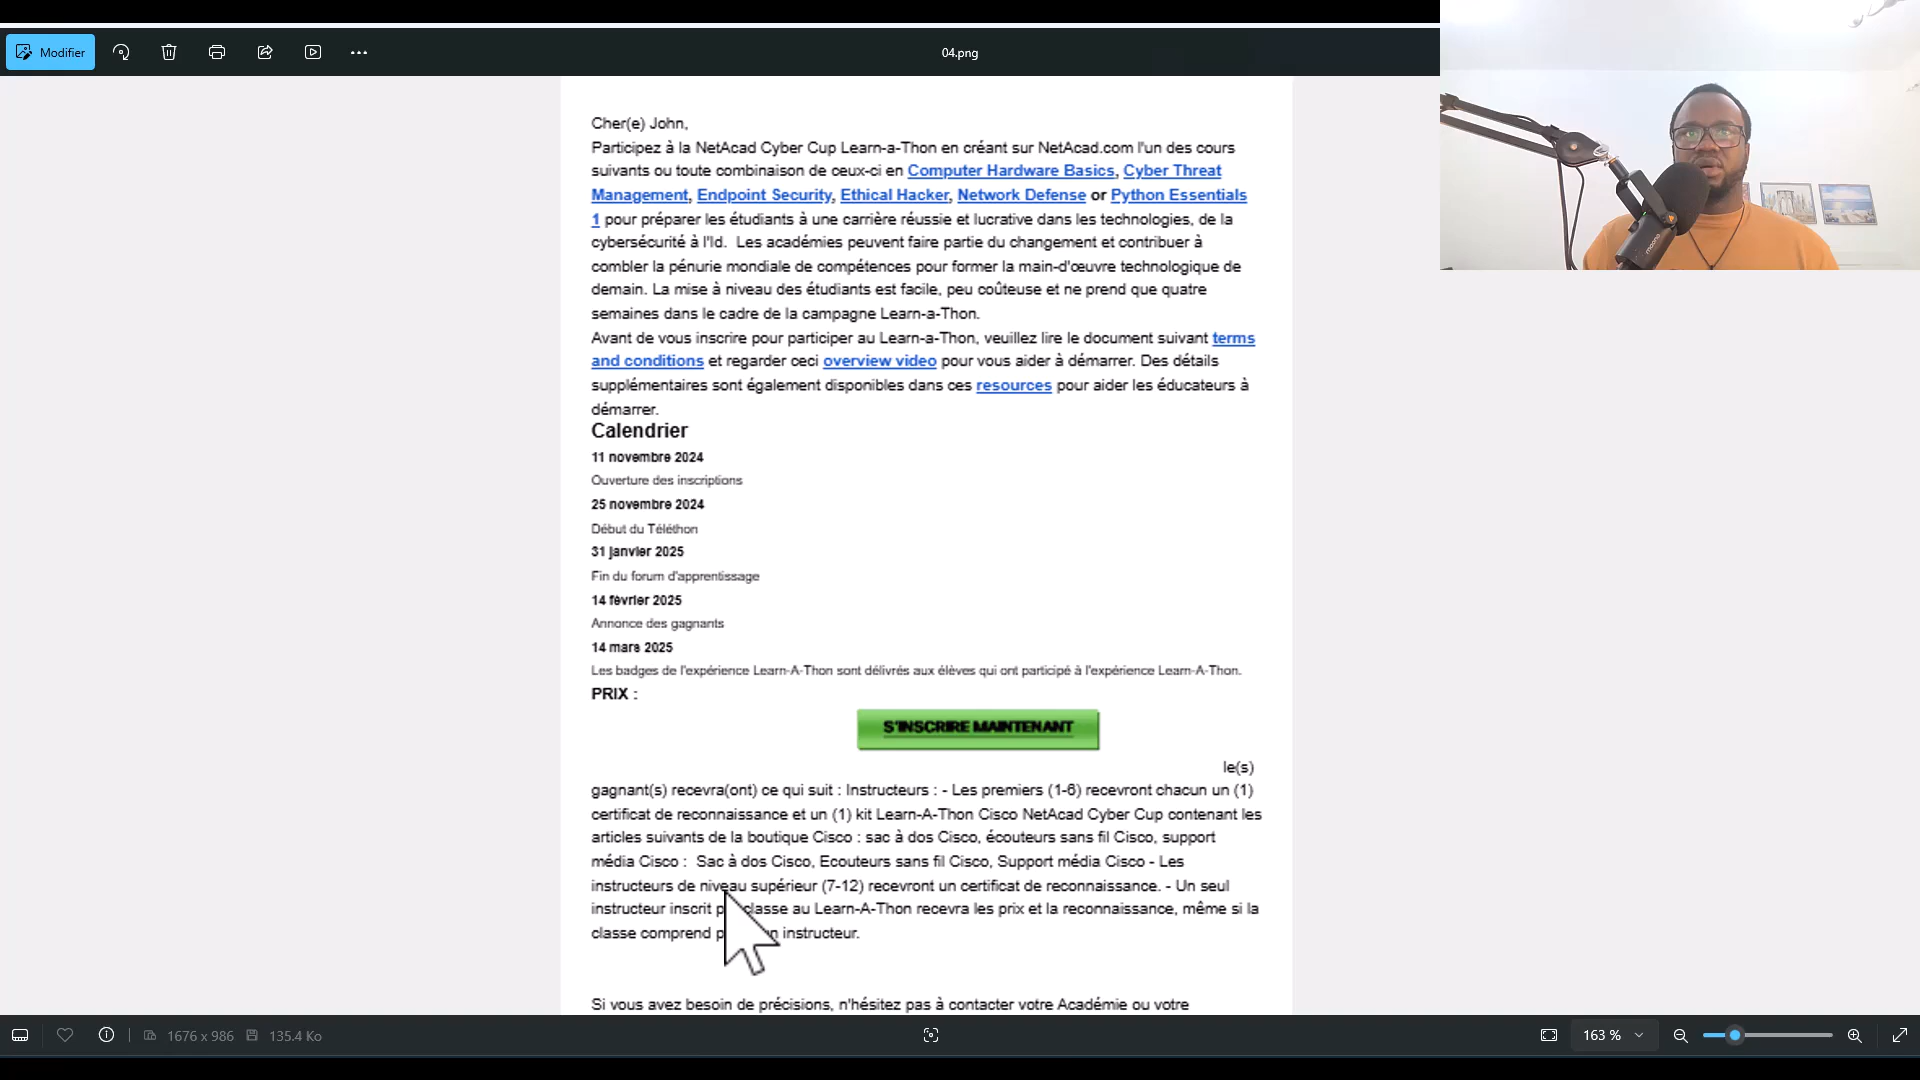 Modifier
04.png
Cher(e) John,
Participez à la NetAcad Cyber Cup Learn-a-Thon en créant sur NetAcad.com l'un des cours
suivants ou toute combinaison de ceux-ci en Computer Hardware Basics, Cyber Threat
Management, Endpoint Security, Ethical Hacker, Network Defense or Python Essentials
1 pour préparer les étudiants à une carrière réussie et lucrative dans les technologies, de la
cybersécurité à l'Id. Les académies peuvent faire partie du changement et contribuer à
combler la pénurie mondiale de compétences pour former la main-d'œuvre technologique de
demain. La mise à niveau des étudiants est facile, peu coûteuse et ne prend que quatre
semaines dans le cadre de la campagne Learn-a-Thon.
Avant de vous inscrire pour participer au Learn-a-Thon, veuillez lire le document suivant terms
and conditions et regarder ceci overview video pour vous aider à démarrer. Des détails
supplémentaires sont également disponibles dans ces resources pour aider les éducateurs à
démarrer.
Calendrier
11 novembre 2024
Ouverture des inscriptions
25 novembre 2024
Début du Téléthon
31 janvier 2025
Fin du forum d'apprentissage
14 février 2025
Annonce des gagnants
14 mars 2025
Les badges de l'expérience Learn-A-Thon sont délivrés aux élèves qui ont participé à l'expérience Learn-A-Thon.
PRIX :
S'INSCRIRE MAINTENANT
le(s)
gagnant(s) recevra(ont) ce qui suit : Instructeurs : - Les premiers (1-6) recevront chacun un (1)
certificat de reconnaissance et un (1) kit Learn-A-Thon Cisco NetAcad Cyber Cup contenant les
articles suivants de la boutique Cisco : sac à dos Cisco, écouteurs sans fil Cisco, support
média Cisco : Sac à dos Cisco, Ecouteurs sans fil Cisco, Support média Cisco - Les
instructeurs de niveau supérieur (7-12) recevront un certificat de reconnaissance. - Un seul
instructeur inscrit classe au Learn-A-Thon recevra les prix et la reconnaissance, même si la
classe comprend instructeur.
Si vous avez besoin de précisions, n'hésitez pas à contacter votre Académie ou votre
1676 x 986
135.4 Ko
163 %